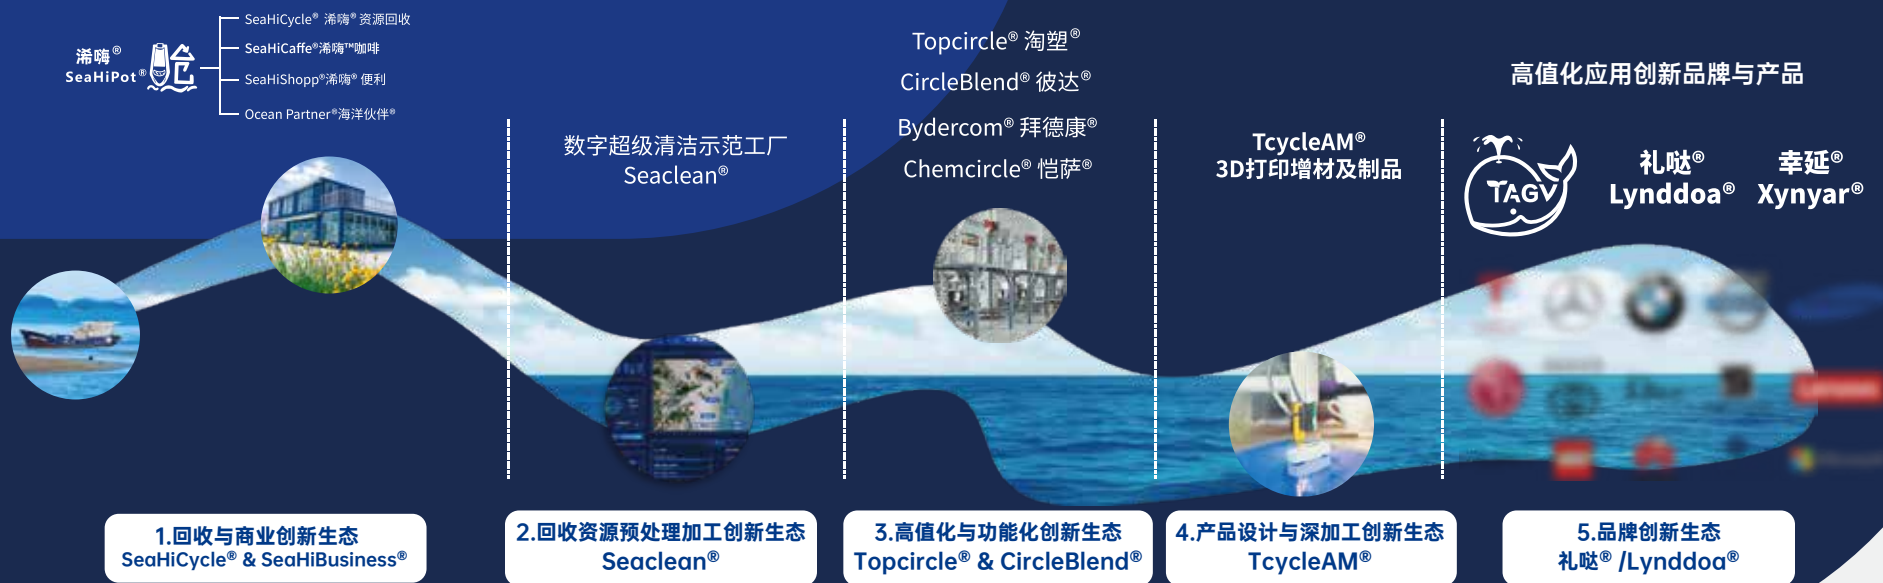 浠嗨®
SeaHiPot®
SeaHiCycle® 浠嗨® 资源回收
SeaHiCaffe®浠嗨™咖啡
SeaHiShopp®浠嗨® 便利
Ocean Partner®海洋伙伴®
数字超级清洁示范工厂
Seaclean®
Topcircle® 淘塑®
CircleBlend® 彼达®
Bydercom® 拜德康®
Chemcircle® 恺萨®
TcycleAM®
3D打印增材及制品
高值化应用创新品牌与产品
TAGV
礼哒®
Lynddoa®
幸延®
Xynyar®
1.回收与商业创新生态
SeaHiCycle® & SeaHiBusiness®
2.回收资源预处理加工创新生态
Seaclean®
3.高值化与功能化创新生态
Topcircle® & CircleBlend®
4.产品设计与深加工创新生态
TcycleAM®
5.品牌创新生态
礼哒® /Lynddoa®